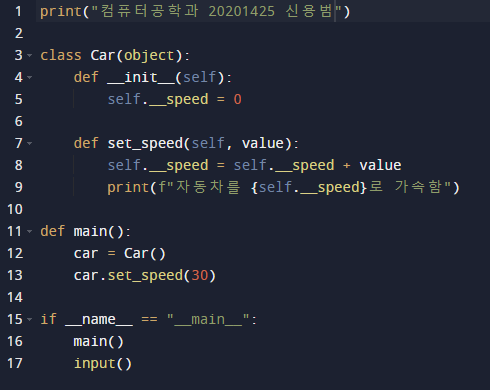 1 print("컴퓨터공학과 20201425 신용범")
2
3 class Car(object):
4     def __init__(self):
5         self.__speed = 0
6
7     def set_speed(self, value):
8         self.__speed = self.__speed + value
9         print(f"자동차를 {self.__speed}로 가속함")
10
11 def main():
12     car = Car()
13     car.set_speed(30)
14
15 if __name__ == "__main__":
16     main()
17     input()